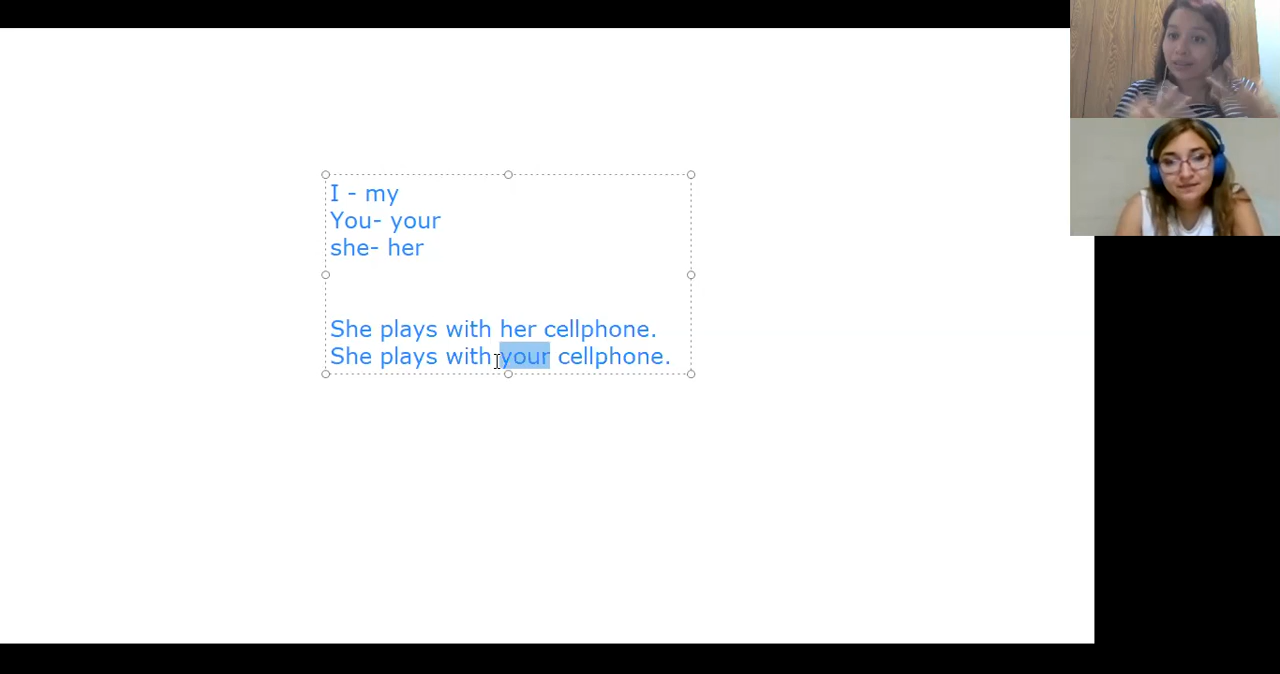 I - my
You- your
she- her
She plays with her cellphone.
She plays with your cellphone.